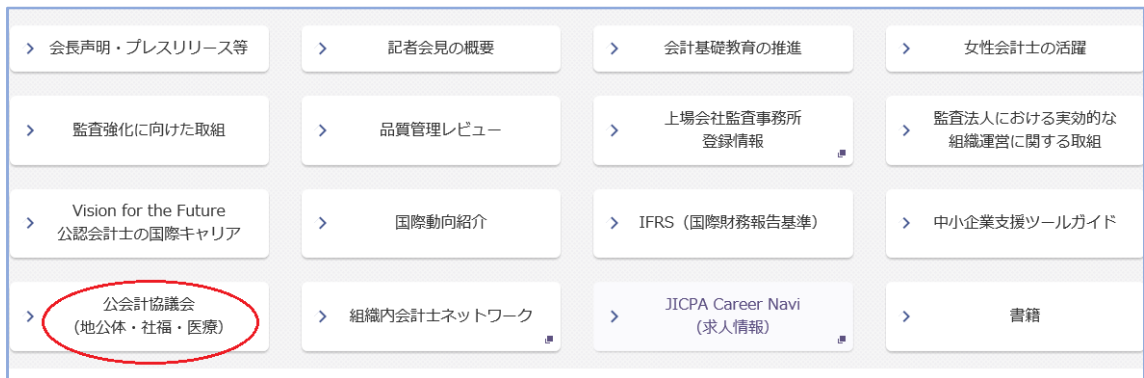 会長声明・プレスリリース等
記者会見の概要
会計基礎教育の推進
女性会計士の活躍
監査強化に向けた取組
品質管理レビュー
上場会社監査事務所
登録情報
監査法人における実効的な
組織運営に関する取組
Vision for the Future
公認会計士の国際キャリア
国際動向紹介
IFRS（国際財務報告基準）
中小企業支援ツールガイド
公会計協議会
（地公体・社福・医療）
組織内会計士ネットワーク
JICPA Career Navi
（求人情報）
書籍